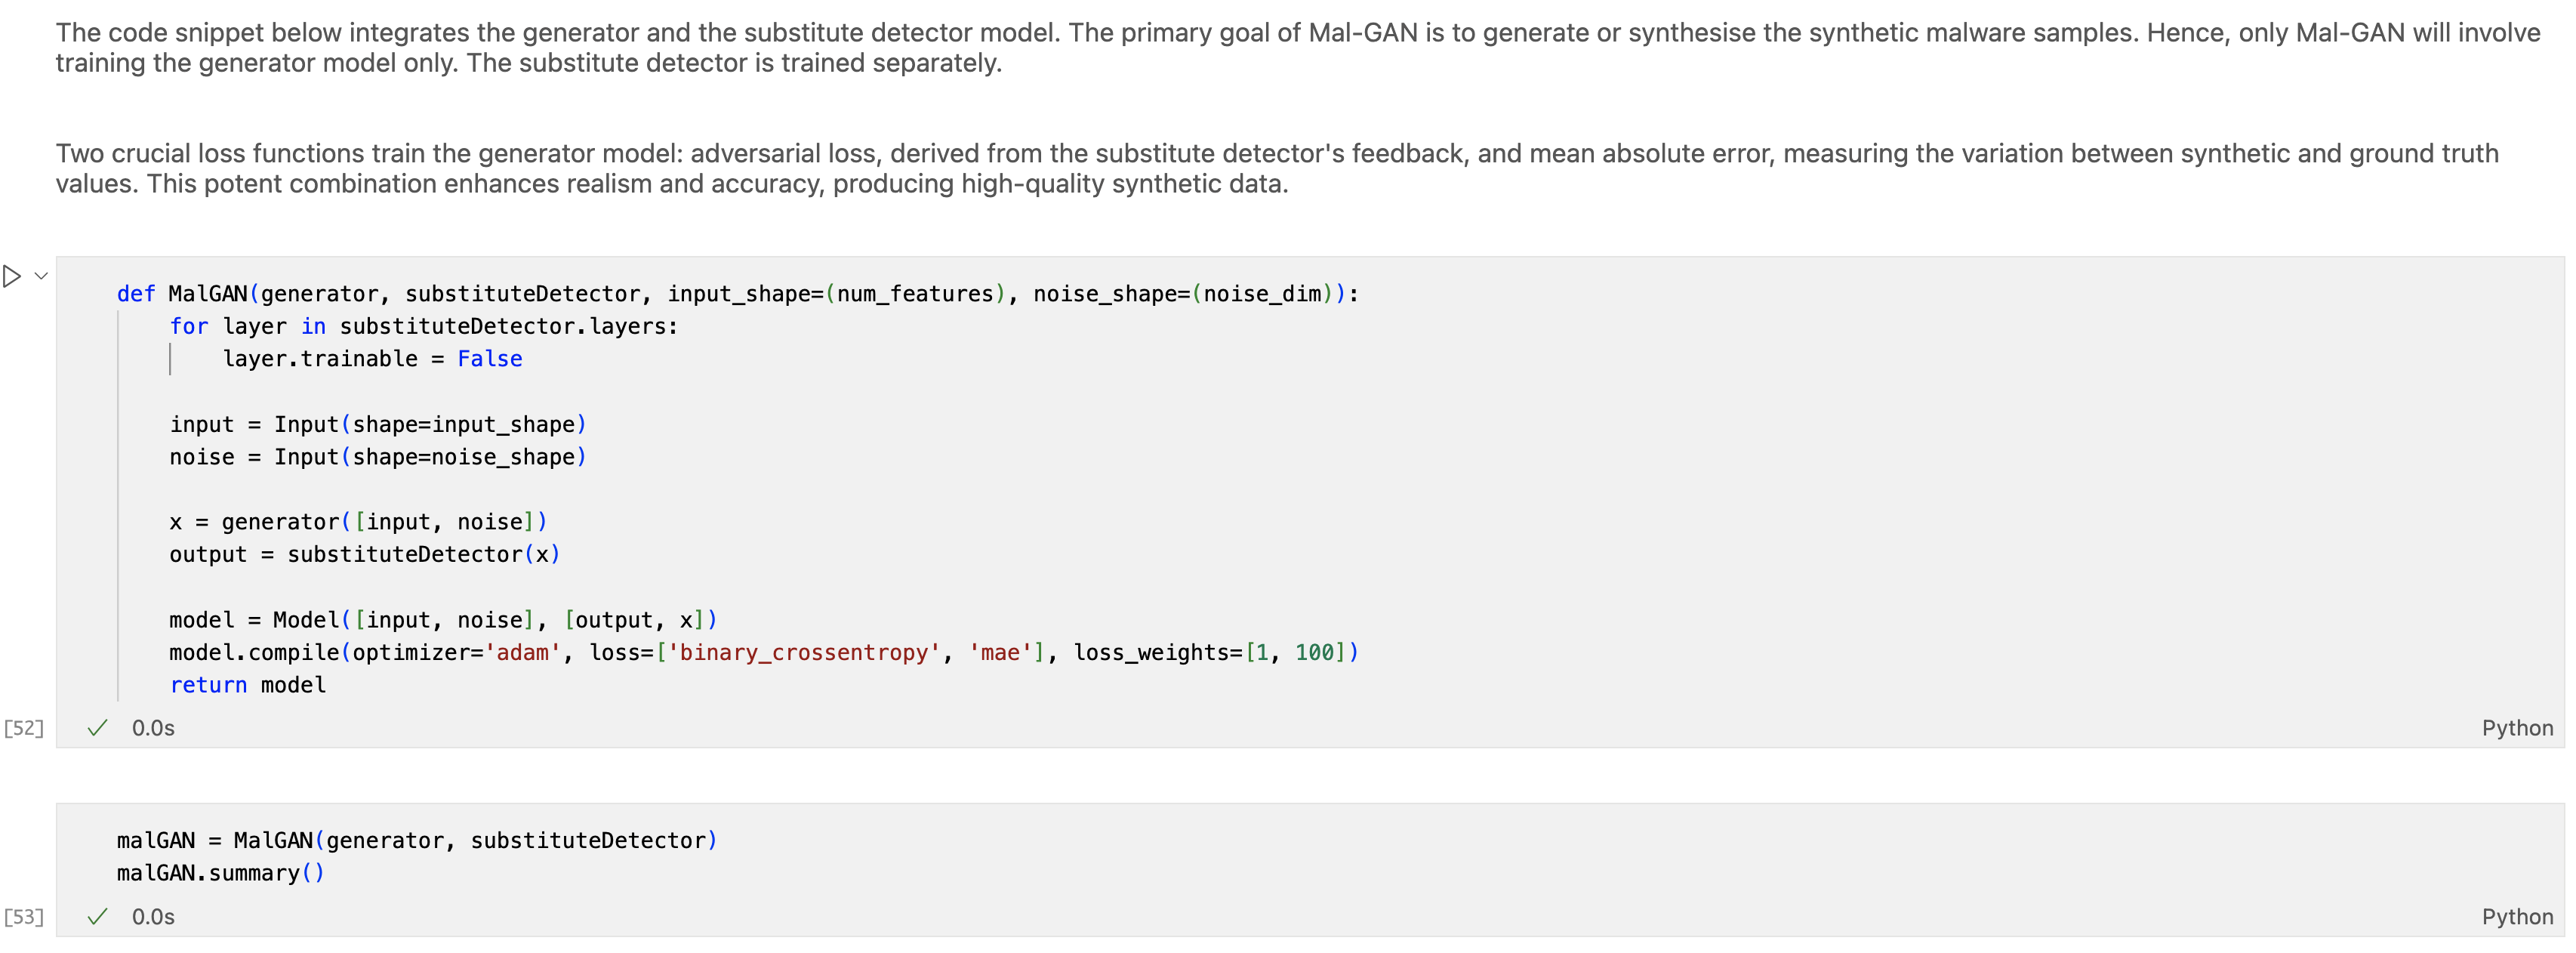 The code snippet below integrates the generator and the substitute detector model. The primary goal of Mal-GAN is to generate or synthesise the synthetic malware samples. Hence, only Mal-GAN will involve
training the generator model only. The substitute detector is trained separately.
Two crucial loss functions train the generator model: adversarial loss, derived from the substitute detector's feedback, and mean absolute error, measuring the variation between synthetic and ground truth
values. This potent combination enhances realism and accuracy, producing high-quality synthetic data.
def MalGAN(generator, substituteDetector, input_shape=(num_features), noise_shape=(noise_dim)):
    for layer in substituteDetector.layers:
        layer.trainable = False
    input = Input(shape=input_shape)
    noise = Input(shape=noise_shape)
    x = generator([input, noise])
    output = substituteDetector(x)
    model = Model([input, noise], [output, x])
    model.compile(optimizer='adam', loss=['binary_crossentropy', 'mae'], loss_weights=[1, 100])
    return model
[52] 0.0s Python
malGAN = MalGAN(generator, substituteDetector)
malGAN.summary()
[53] 0.0s Python